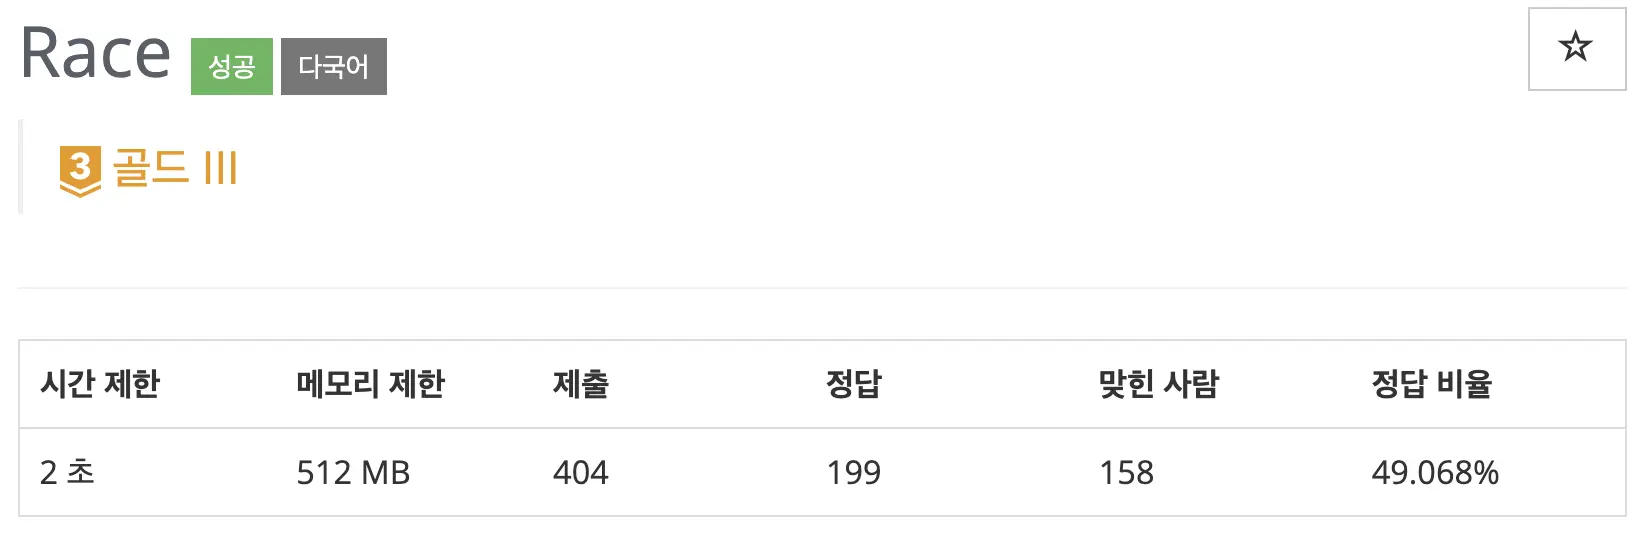 Race 성공 다국어
3 골드 III
시간 제한 메모리 제한 제출 정답 맞힌 사람 정답 비율
2 초 512 MB 404 199 158 49.068%